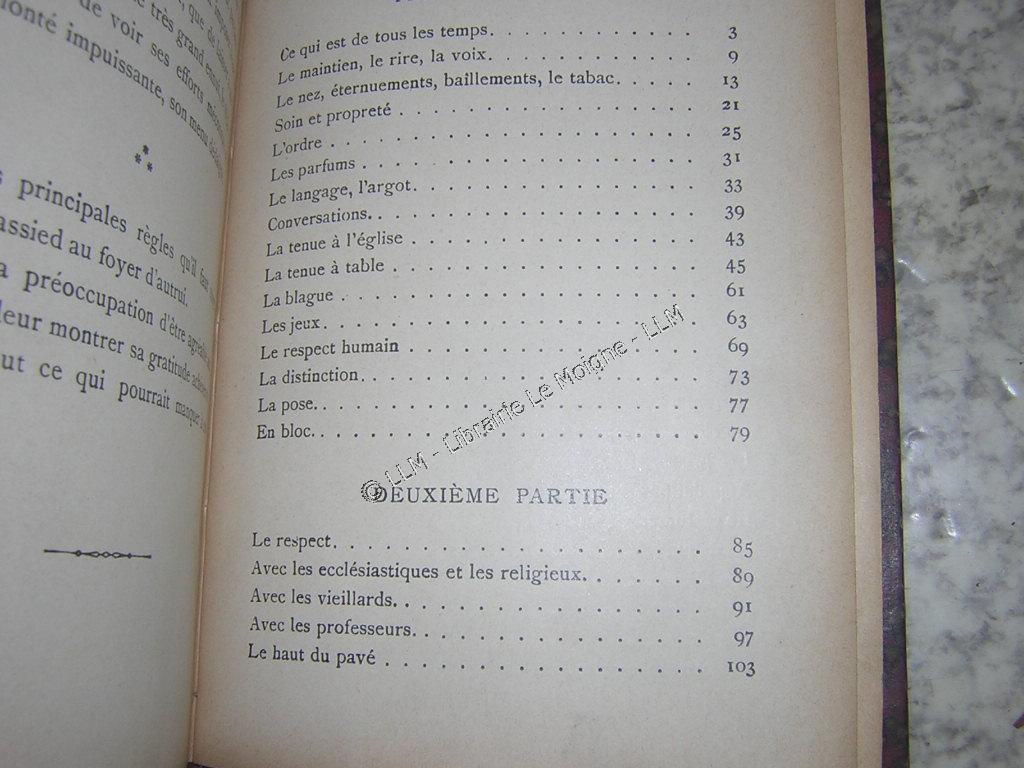 de voir ses efforts
impuissante, son menu
principales règles qu'il
assied au foyer d'autrui.
préoccupation d'être
leur montrer sa gratitude
ce qui pourrait manquer
Ce qui est de tous les temps. . . . . . . . . . 3
Le maintien, le rire, la voix. . . . . . . . . . 9
Le nez, éternuements, baillements, le tabac. . . . 13
Soin et propreté . . . . . . . . . . . . . 21
L'ordre . . . . . . . . . . . . . . . . 25
Les parfums . . . . . . . . . . . . . . 31
Le langage, l'argot. . . . . . . . . . . . . 33
Conversations. . . . . . . . . . . . . . . 39
La tenue à l'église . . . . . . . . . . . . . 43
La tenue à table . . . . . . . . . . . . . . 45
La blague . . . . . . . . . . . . . . . . 61
Les jeux. . . . . . . . . . . . . . . . . 63
Le respect humain . . . . . . . . . . . . . 69
La distinction. . . . . . . . . . . . . . . 73
La pose. . . . . . . . . . . . . . . . . 77
En bloc. . . . . . . . . . . . . . . . . 79
© LLM - Librairie Le Moigne - LLM
DEUXIÈME PARTIE
Le respect. . . . . . . . . . . . . . . . 85
Avec les ecclésiastiques et les religieux. . . . . . 89
Avec les vieillards. . . . . . . . . . . . . . 91
Avec les professeurs. . . . . . . . . . . . . 97
Le haut du pavé . . . . . . . . . . . . . . 103